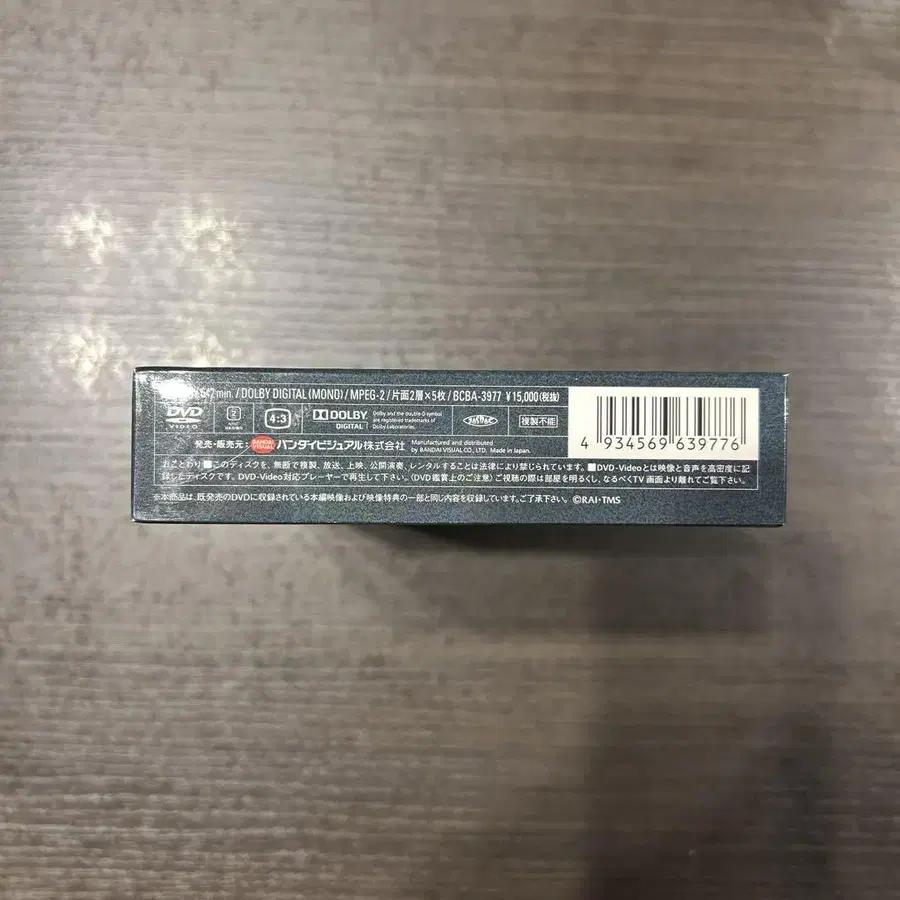 min./DOLBY DIGITAL(MONO)/MPEG-2/片面2層×5枚/BCBA-3977 ¥15,000(税抜)
DVD VIDEO 2 4:3 DOLBY DIGITAL Dolby and the double-D symbol are registered trademarks of Dolby Laboratories. 複製不能
4 934569 639776
発売・販売元: BANDAI VISUAL バンダイビジュアル株式会社 Manufactured and distributed by BANDAI VISUAL CO., LTD. Made in Japan.
おことわり ■このディスクを、無断で複製、放送、上映、公開演奏、レンタルすることは法律により禁じられています。■DVD-Videoとは映像と音声を高密度に記
録したディスクです。DVD-Video対応プレーヤーで再生して下さい。〈DVD鑑賞上のご注意〉ご視聴の際は部屋を明るくし、なるべくTV画面より離れてご覧下さい。
※本商品は、既発売のDVDに収録されている本編映像および映像特典の一部と同じ内容を収録しています。ご了承下さい。 ©RAI・TMS